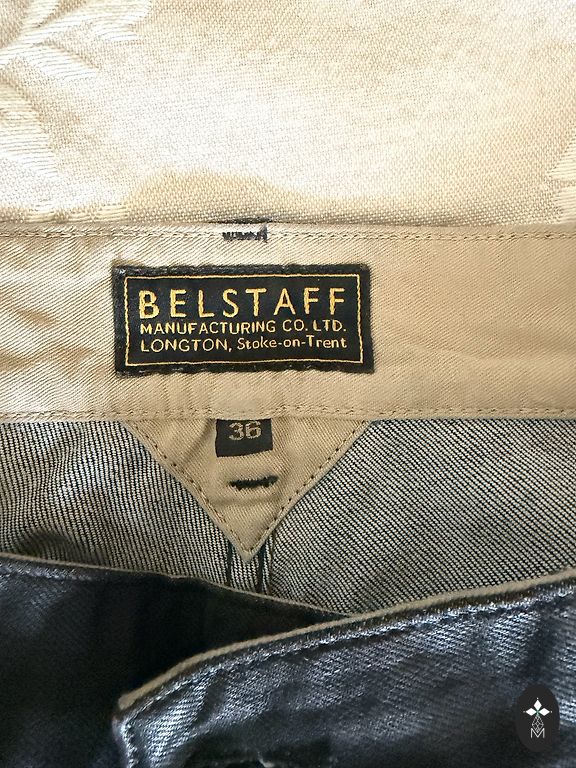 BELSTAFF
MANUFACTURING CO. LTD.
LONGTON, Stoke-on-Trent
36
M